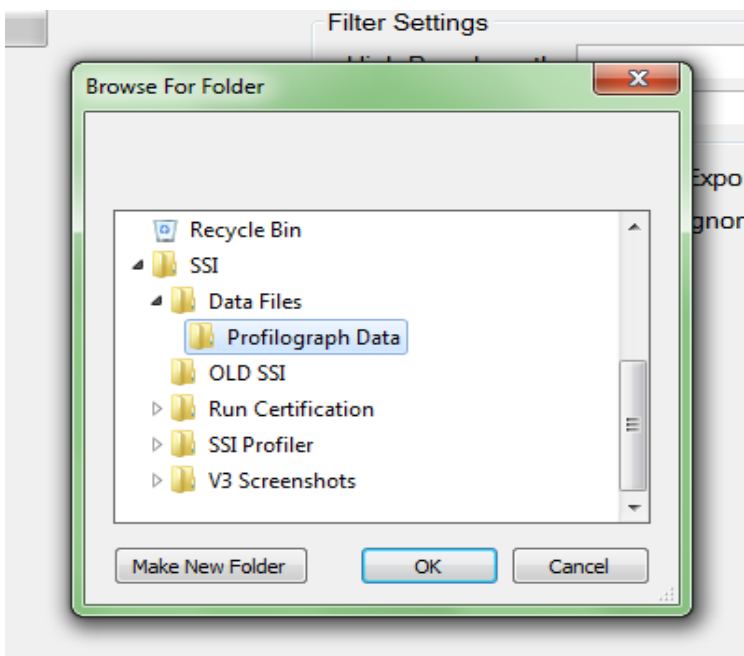 Filter Settings
Browse For Folder
Expo
gnor
Recycle Bin
SSI
Data Files
Profilograph Data
OLD SSI
Run Certification
SSI Profiler
V3 Screenshots
Make New Folder
OK
Cancel